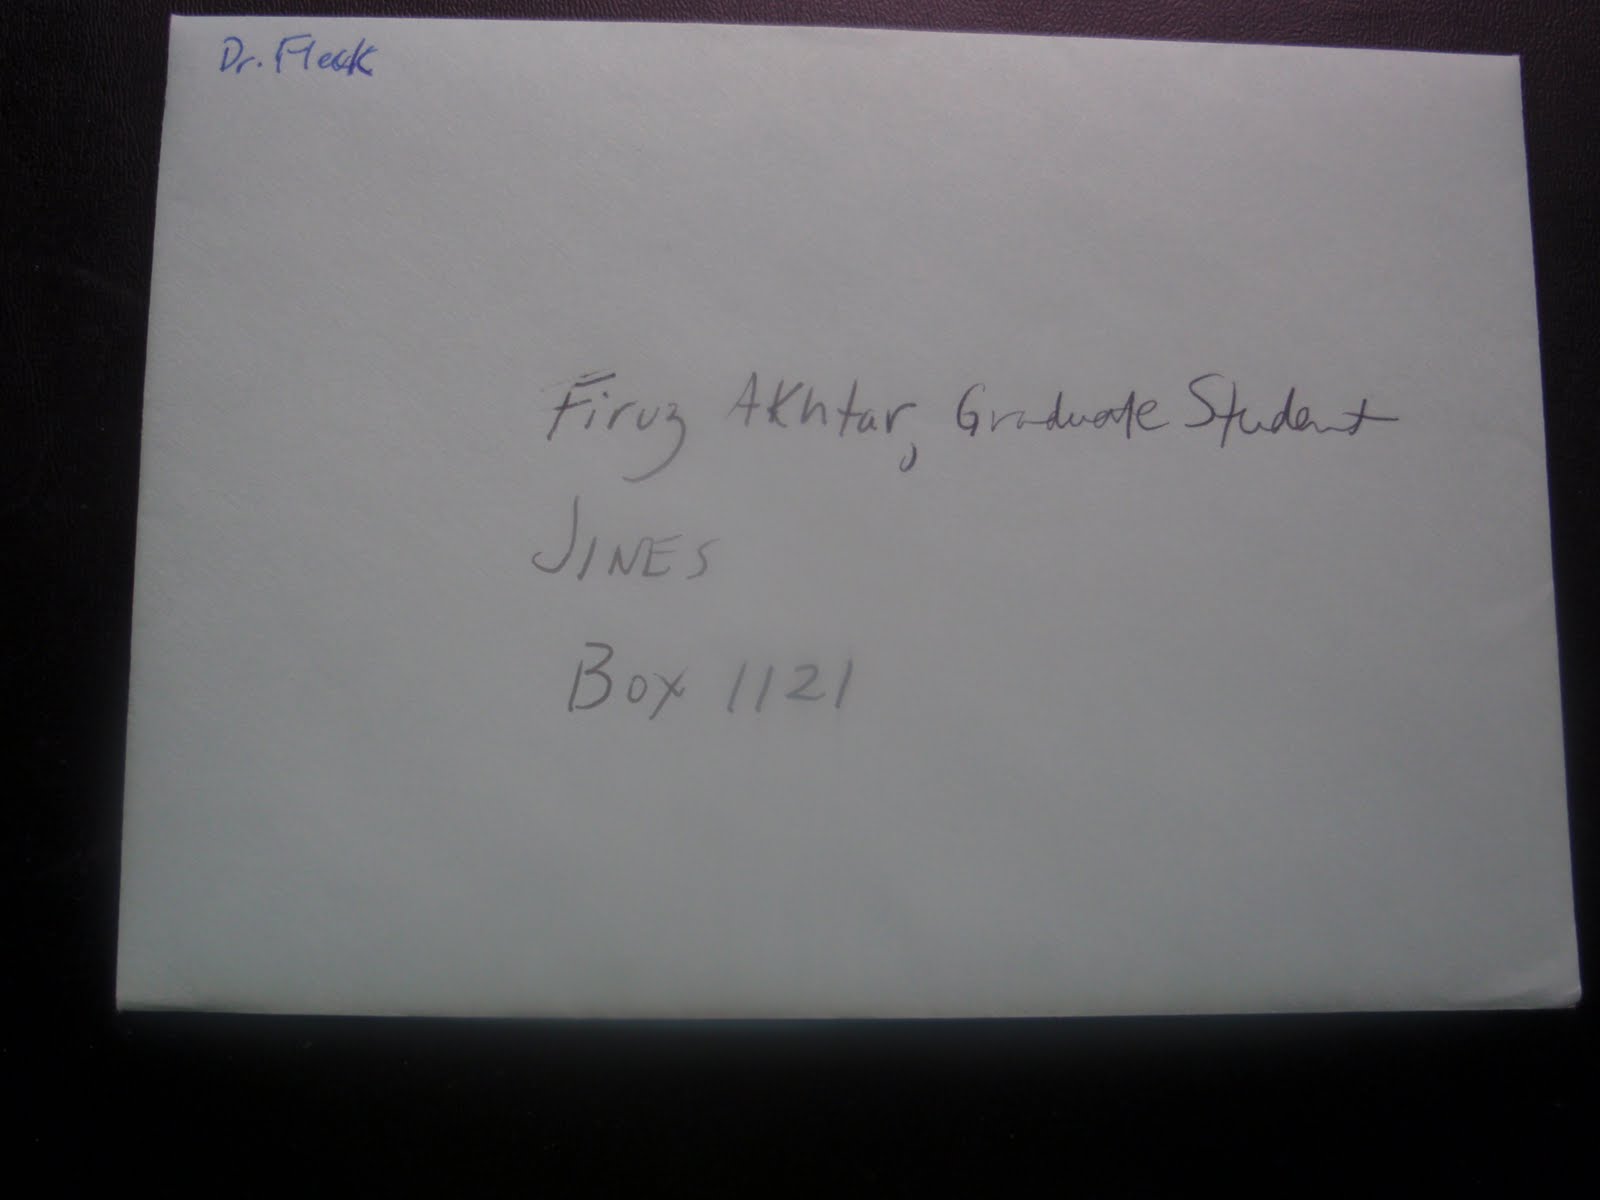 Dr. Fleck
Firuz Akhtar, Graduate Student
JINES
Box 1121